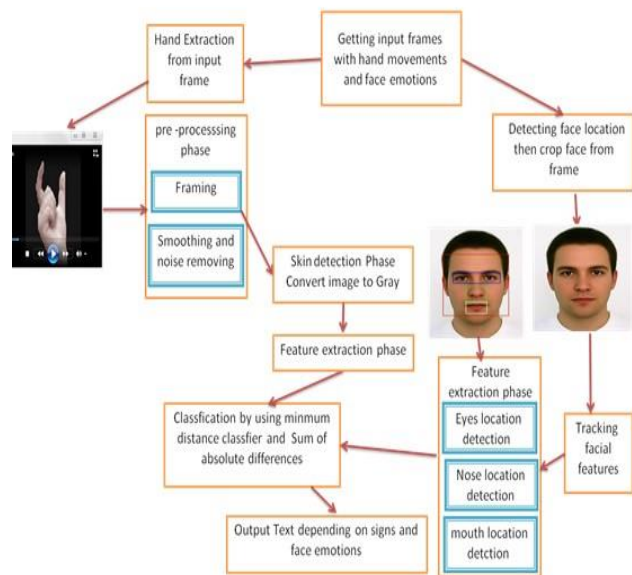 Hand Extraction
from input
frame
Getting input frames
with hand movements
and face emotions
pre -processsing
phase
Framing
Smoothing and
noise removing
Detecting face location
then crop face from
frame
Skin detection Phase
Convert image to Gray
Feature extraction phase
Classfication by using minmum
distance classfier and Sum of
absolute differences
Output Text depending on signs and
face emotions
Feature
extraction phase
Eyes location
detection
Nose location
detection
mouth location
detction
Tracking
facial
features